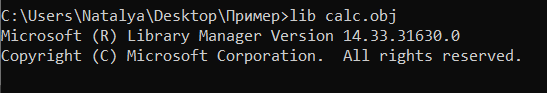 C:\Users\Natalya\Desktop\Пример>lib calc.obj
Microsoft (R) Library Manager Version 14.33.31630.0
Copyright (C) Microsoft Corporation.  All rights reserved.